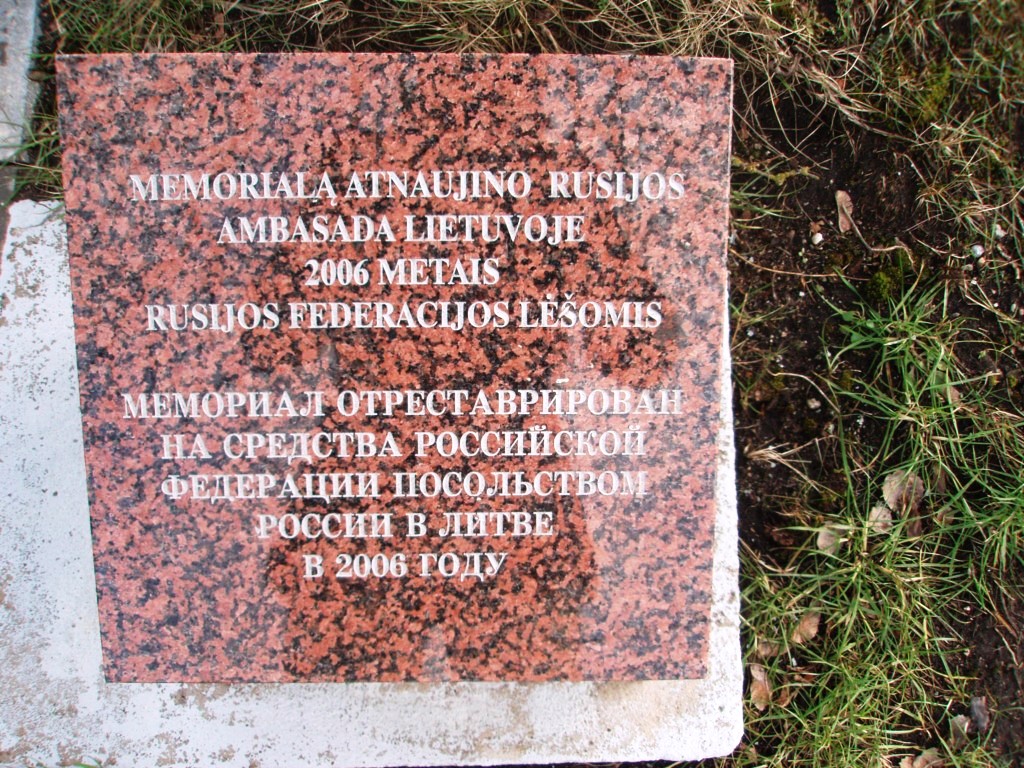 MEMORIALĄ ATNAUJINO RUSIJOS
AMBASADA LIETUVOJE
2006 METAIS
RUSIJOS FEDERACIJOS LĖŠOMIS
МЕМОРИАЛ ОТРЕСТАВРИРОВАН
НА СРЕДСТВА РОССИЙСКОЙ
ФЕДЕРАЦИИ ПОСОЛЬСТВОМ
РОССИИ В ЛИТВЕ
В 2006 ГОДУ